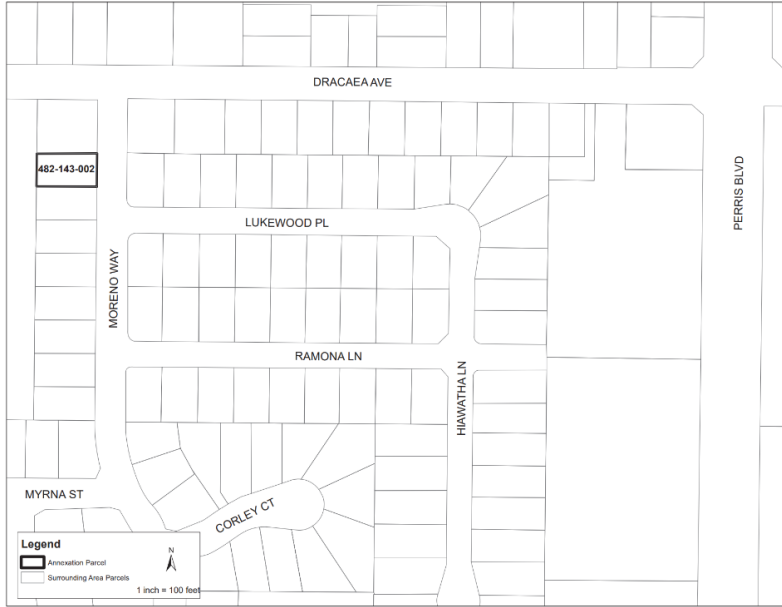 DRACAEA AVE
482-143-002
PERRIS BLVD
LUKEWOOD PL
MORENO WAY
RAMONA LN
HIAWATHA LN
MYRNA ST
CORLEY CT
Legend
Annexation Parcel
Surrounding Area Parcels
N
1 inch = 100 feet